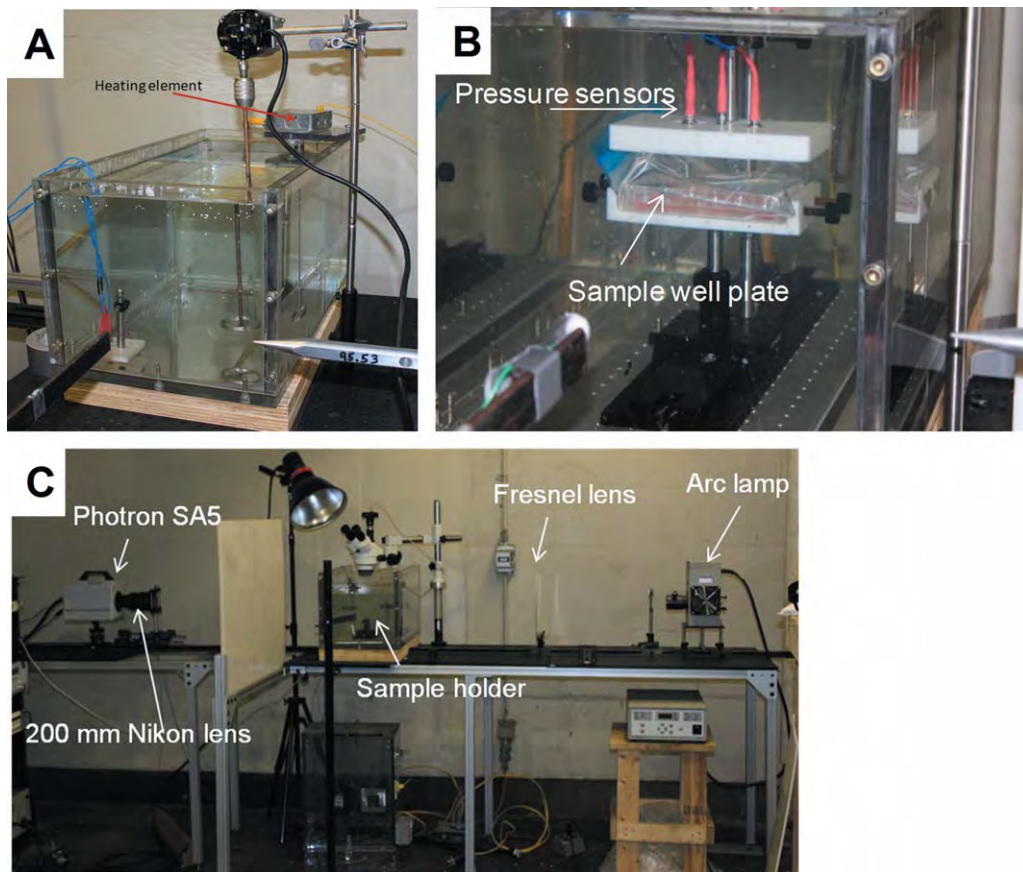 A
Heating element
95.53
B
Pressure sensors
Sample well plate
C
Photron SA5
Fresnel lens
Arc lamp
Sample holder
200 mm Nikon lens